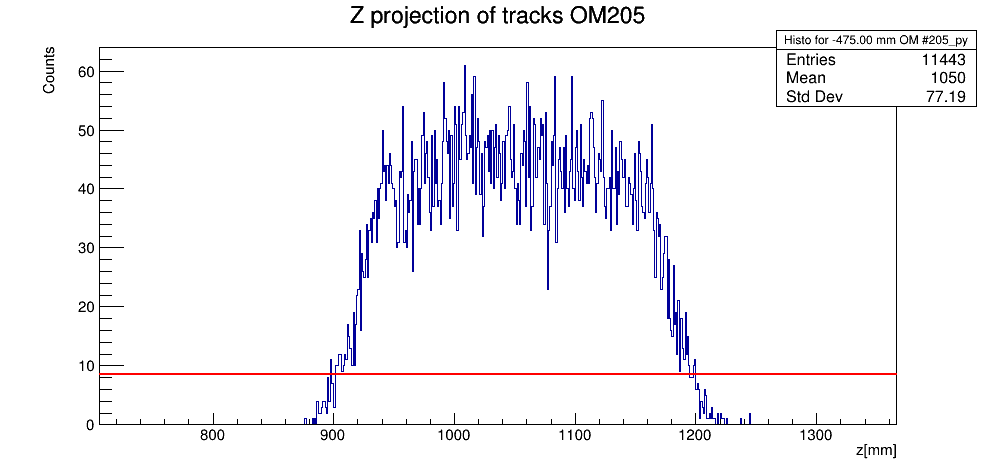 Z projection of tracks OM205
Histo for -475.00 mm OM #205_py
Entries 11443
Mean 1050
Std Dev 77.19
Counts
60
50
40
30
20
10
0
800 900 1000 1100 1200 1300
z[mm]